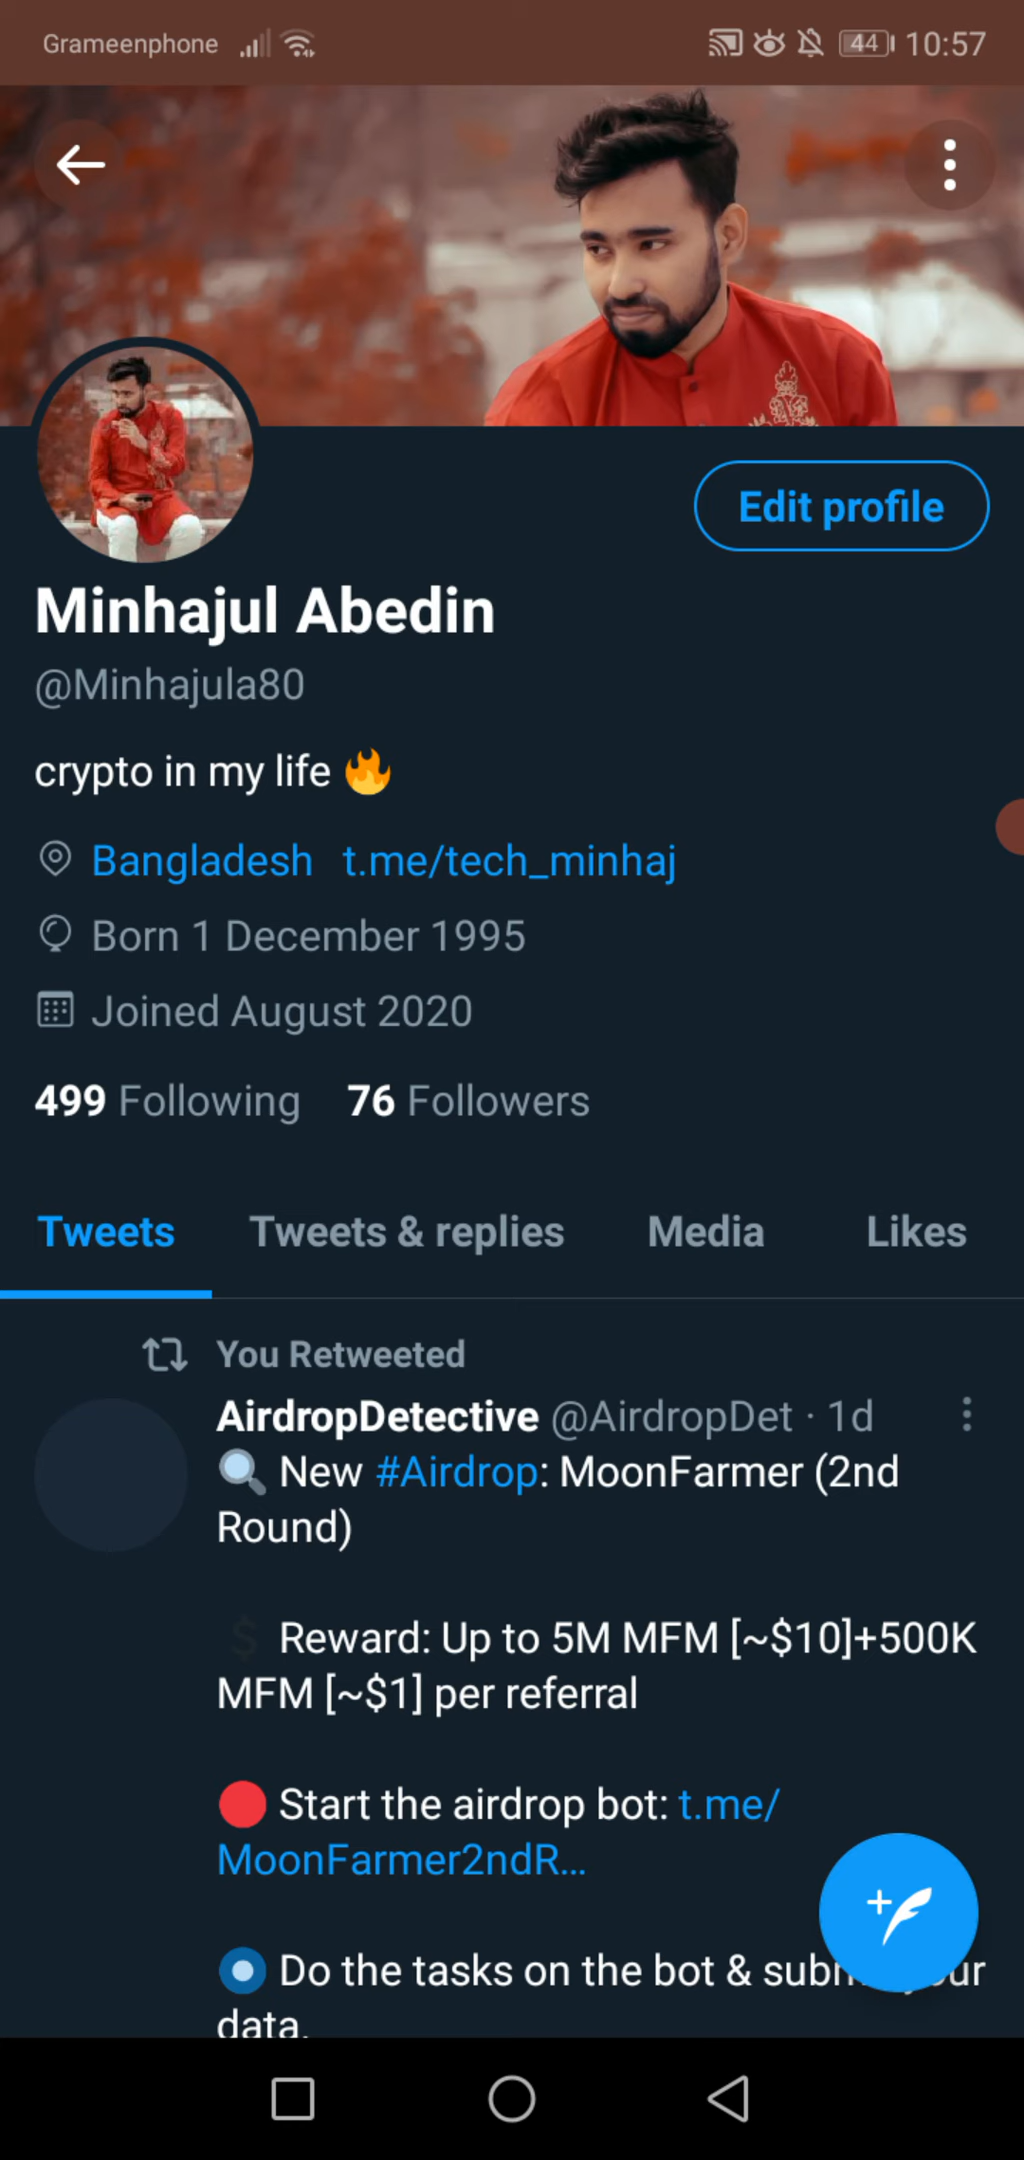 Grameenphone 44 10:57
Edit profile
Minhajul Abedin
@Minhajula80
crypto in my life 🔥
Bangladesh t.me/tech_minhaj
Born 1 December 1995
Joined August 2020
499 Following 76 Followers
Tweets Tweets & replies Media Likes
You Retweeted
AirdropDetective @AirdropDet · 1d
🔍 New #Airdrop: MoonFarmer (2nd
Round)
💲 Reward: Up to 5M MFM [~$10]+500K
MFM [~$1] per referral
🔴 Start the airdrop bot: t.me/
MoonFarmer2ndR...
Do the tasks on the bot &
data.